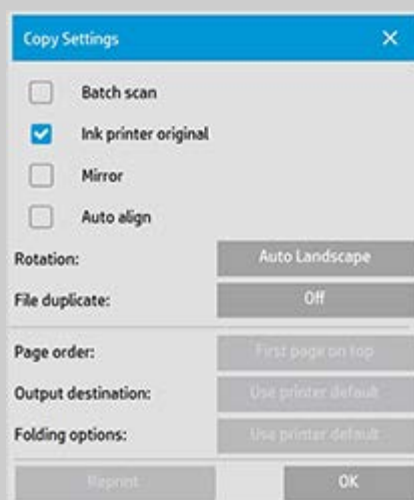 Copy Settings
Batch scan
Ink printer original
Mirror
Auto align
Rotation: Auto Landscape
File duplicate: Off
Page order: First page on top
Output destination: Use printer default
Folding options: Use printer default
Reprint OK